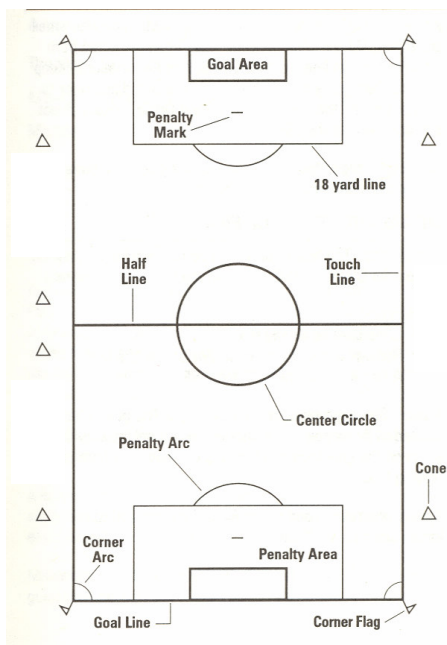 Goal Area
Penalty
Mark
18 yard line
Half
Line
Touch
Line
Center Circle
Penalty Arc
Cone
Corner
Arc
Penalty Area
Goal Line
Corner Flag